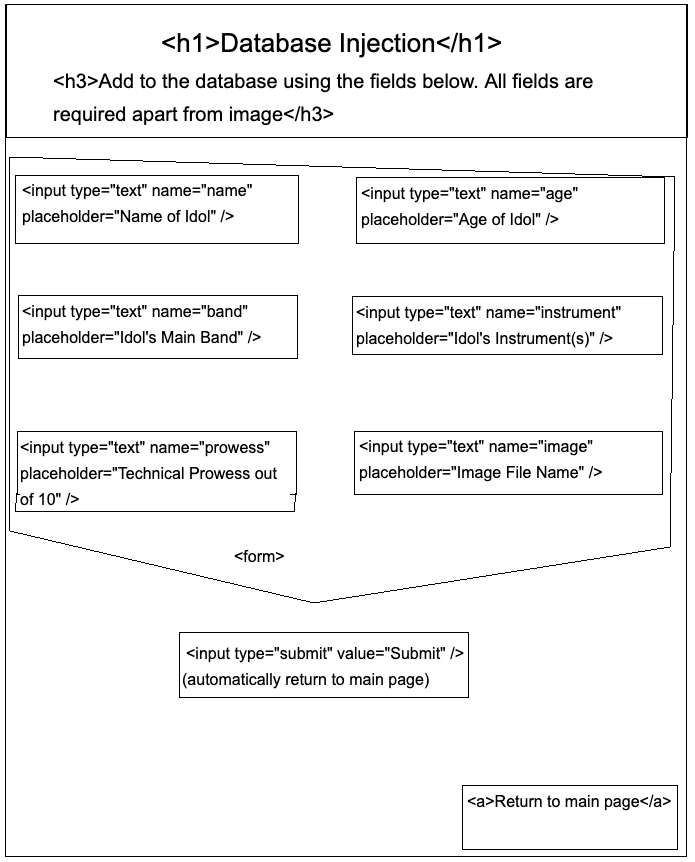 <h1>Database Injection</h1>
<h3>Add to the database using the fields below. All fields are
required apart from image</h3>
<input type="text" name="name"
placeholder="Name of Idol" />
<input type="text" name="age"
placeholder="Age of Idol" />
<input type="text" name="band"
placeholder="Idol's Main Band" />
<input type="text" name="instrument"
placeholder="Idol's Instrument(s)" />
<input type="text" name="prowess"
placeholder="Technical Prowess out
of 10" />
<input type="text" name="image"
placeholder="Image File Name" />
<form>
<input type="submit" value="Submit" />
(automatically return to main page)
<a>Return to main page</a>